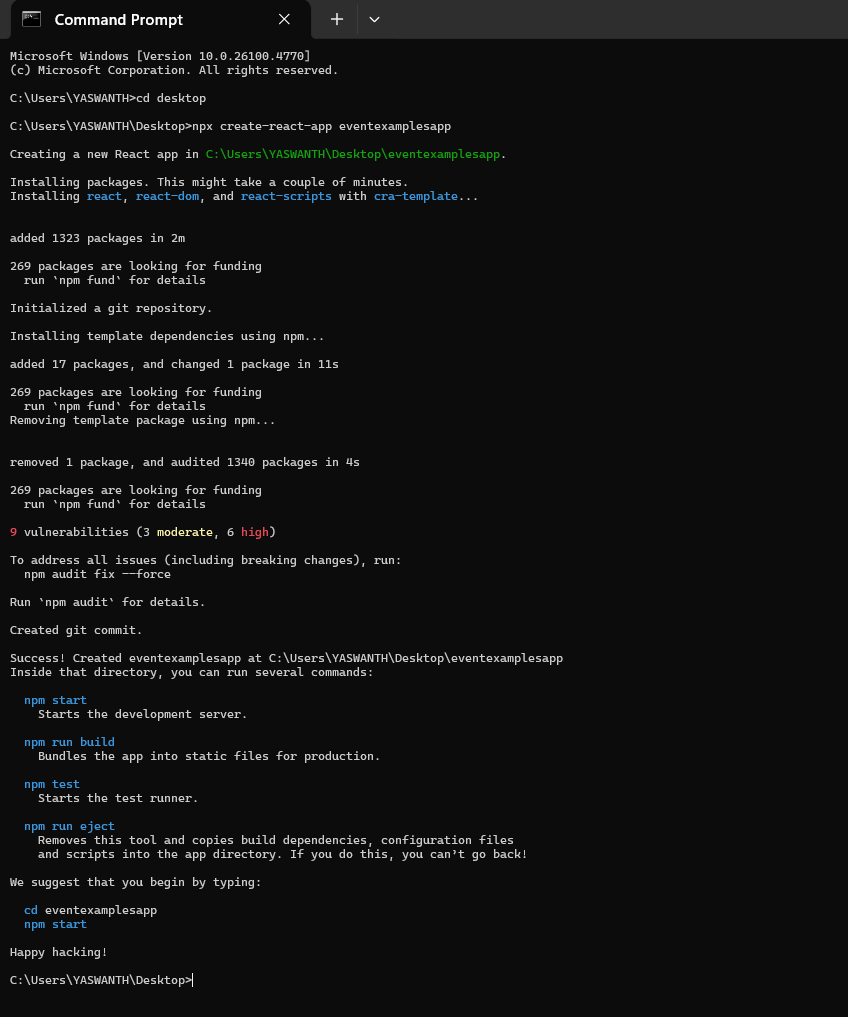 Command Prompt
Microsoft Windows [Version 10.0.26100.4770]
(c) Microsoft Corporation. All rights reserved.
C:\Users\YASWANTH>cd desktop
C:\Users\YASWANTH\Desktop>npx create-react-app eventexamplesapp
Creating a new React app in C:\Users\YASWANTH\Desktop\eventexamplesapp.
Installing packages. This might take a couple of minutes.
Installing react, react-dom, and react-scripts with cra-template...
added 1323 packages in 2m
269 packages are looking for funding
  run `npm fund` for details
Initialized a git repository.
Installing template dependencies using npm...
added 17 packages, and changed 1 package in 11s
269 packages are looking for funding
  run `npm fund` for details
Removing template package using npm...
removed 1 package, and audited 1340 packages in 4s
269 packages are looking for funding
  run `npm fund` for details
9 vulnerabilities (3 moderate, 6 high)
To address all issues (including breaking changes), run:
  npm audit fix --force
Run `npm audit` for details.
Created git commit.
Success! Created eventexamplesapp at C:\Users\YASWANTH\Desktop\eventexamplesapp
Inside that directory, you can run several commands:
  npm start
    Starts the development server.
  npm run build
    Bundles the app into static files for production.
  npm test
    Starts the test runner.
  npm run eject
    Removes this tool and copies build dependencies, configuration files
    and scripts into the app directory. If you do this, you can't go back!
We suggest that you begin by typing:
  cd eventexamplesapp
  npm start
Happy hacking!
C:\Users\YASWANTH\Desktop>